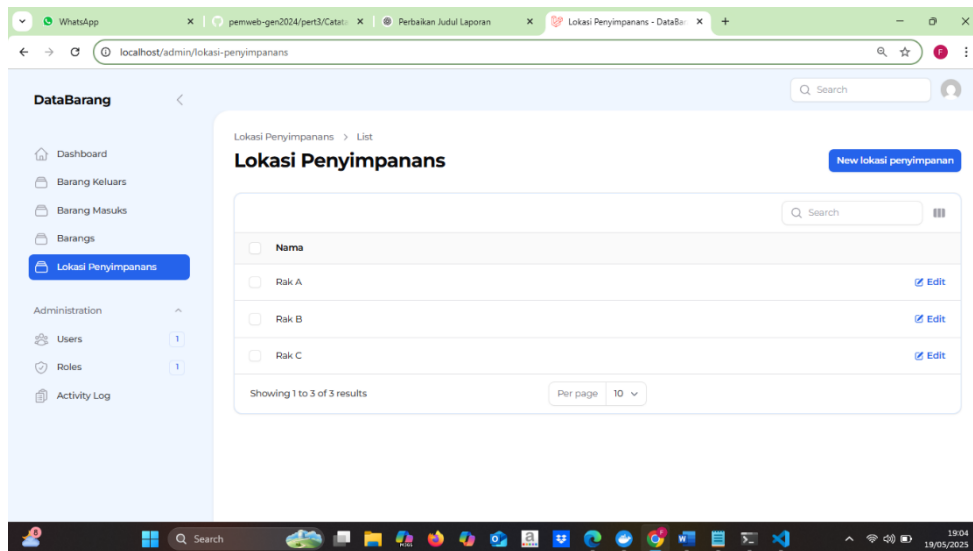 WhatsApp
pemweb-gen2024/pert3/Catat
Perbaikan Judul Laporan
Lokasi Penyimpanans - DataBar
localhost/admin/lokasi-penyimpanans
F
DataBarang
Search
Dashboard
Barang Keluars
Barang Masuks
Barangs
Lokasi Penyimpanans
Administration
Users 1
Roles 1
Activity Log
Lokasi Penyimpanans > List
Lokasi Penyimpanans
New lokasi penyimpanan
Search
Nama
Rak A Edit
Rak B Edit
Rak C Edit
Showing 1 to 3 of 3 results
Per page 10
8
Search
19:04
19/05/2025